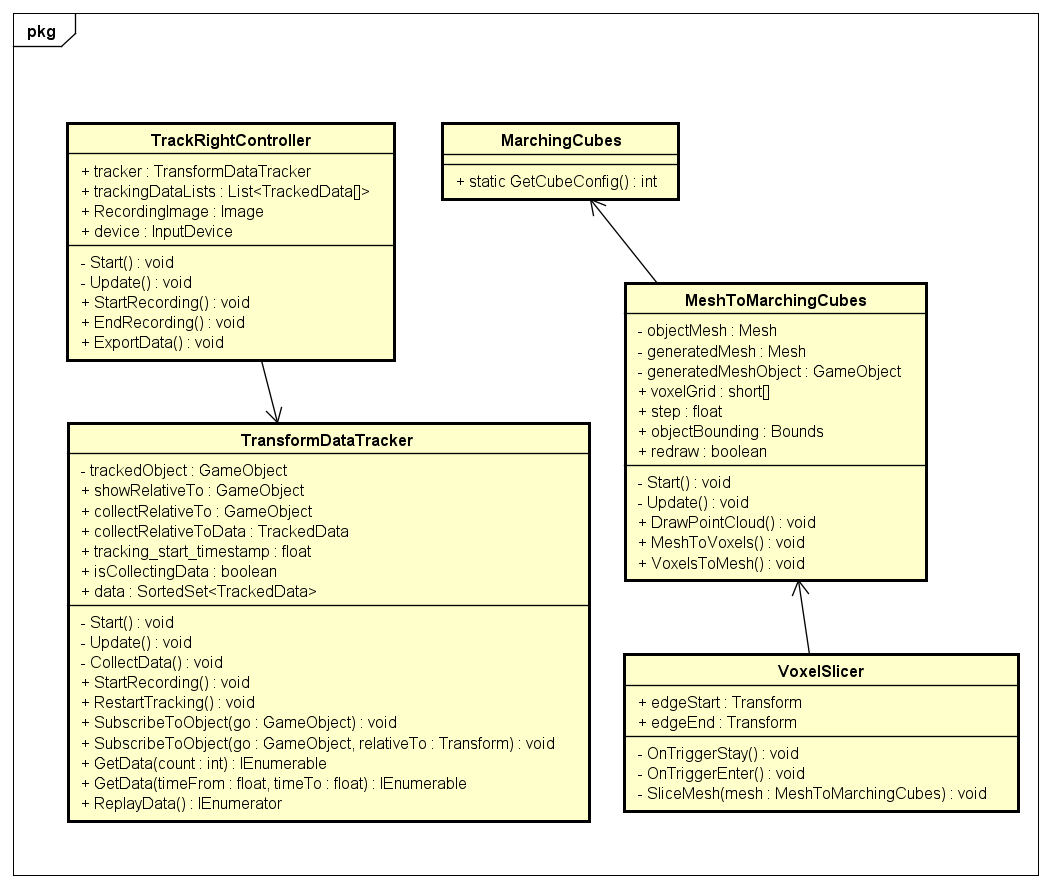 pkg
TrackRightController
+ tracker : TransformDataTracker
+ trackingDataLists : List<TrackedData[]>
+ RecordingImage : Image
+ device : InputDevice
- Start() : void
- Update() : void
+ StartRecording() : void
+ EndRecording() : void
+ ExportData() : void
MarchingCubes
+ static GetCubeConfig() : int
MeshToMarchingCubes
- objectMesh : Mesh
- generatedMesh : Mesh
- generatedMeshObject : GameObject
+ voxelGrid : short[]
+ step : float
+ objectBounding : Bounds
+ redraw : boolean
- Start() : void
- Update() : void
+ DrawPointCloud() : void
+ MeshToVoxels() : void
+ VoxelsToMesh() : void
TransformDataTracker
- trackedObject : GameObject
+ showRelativeTo : GameObject
+ collectRelativeTo : GameObject
+ collectRelativeToData : TrackedData
+ tracking_start_timestamp : float
+ isCollectingData : boolean
+ data : SortedSet<TrackedData>
- Start() : void
- Update() : void
- CollectData() : void
+ StartRecording() : void
+ RestartTracking() : void
+ SubscribeToObject(go : GameObject) : void
+ SubscribeToObject(go : GameObject, relativeTo : Transform) : void
+ GetData(count : int) : IEnumerable
+ GetData(timeFrom : float, timeTo : float) : IEnumerable
+ ReplayData() : IEnumerator
VoxelSlicer
+ edgeStart : Transform
+ edgeEnd : Transform
- OnTriggerStay() : void
- OnTriggerEnter() : void
- SliceMesh(mesh : MeshToMarchingCubes) : void